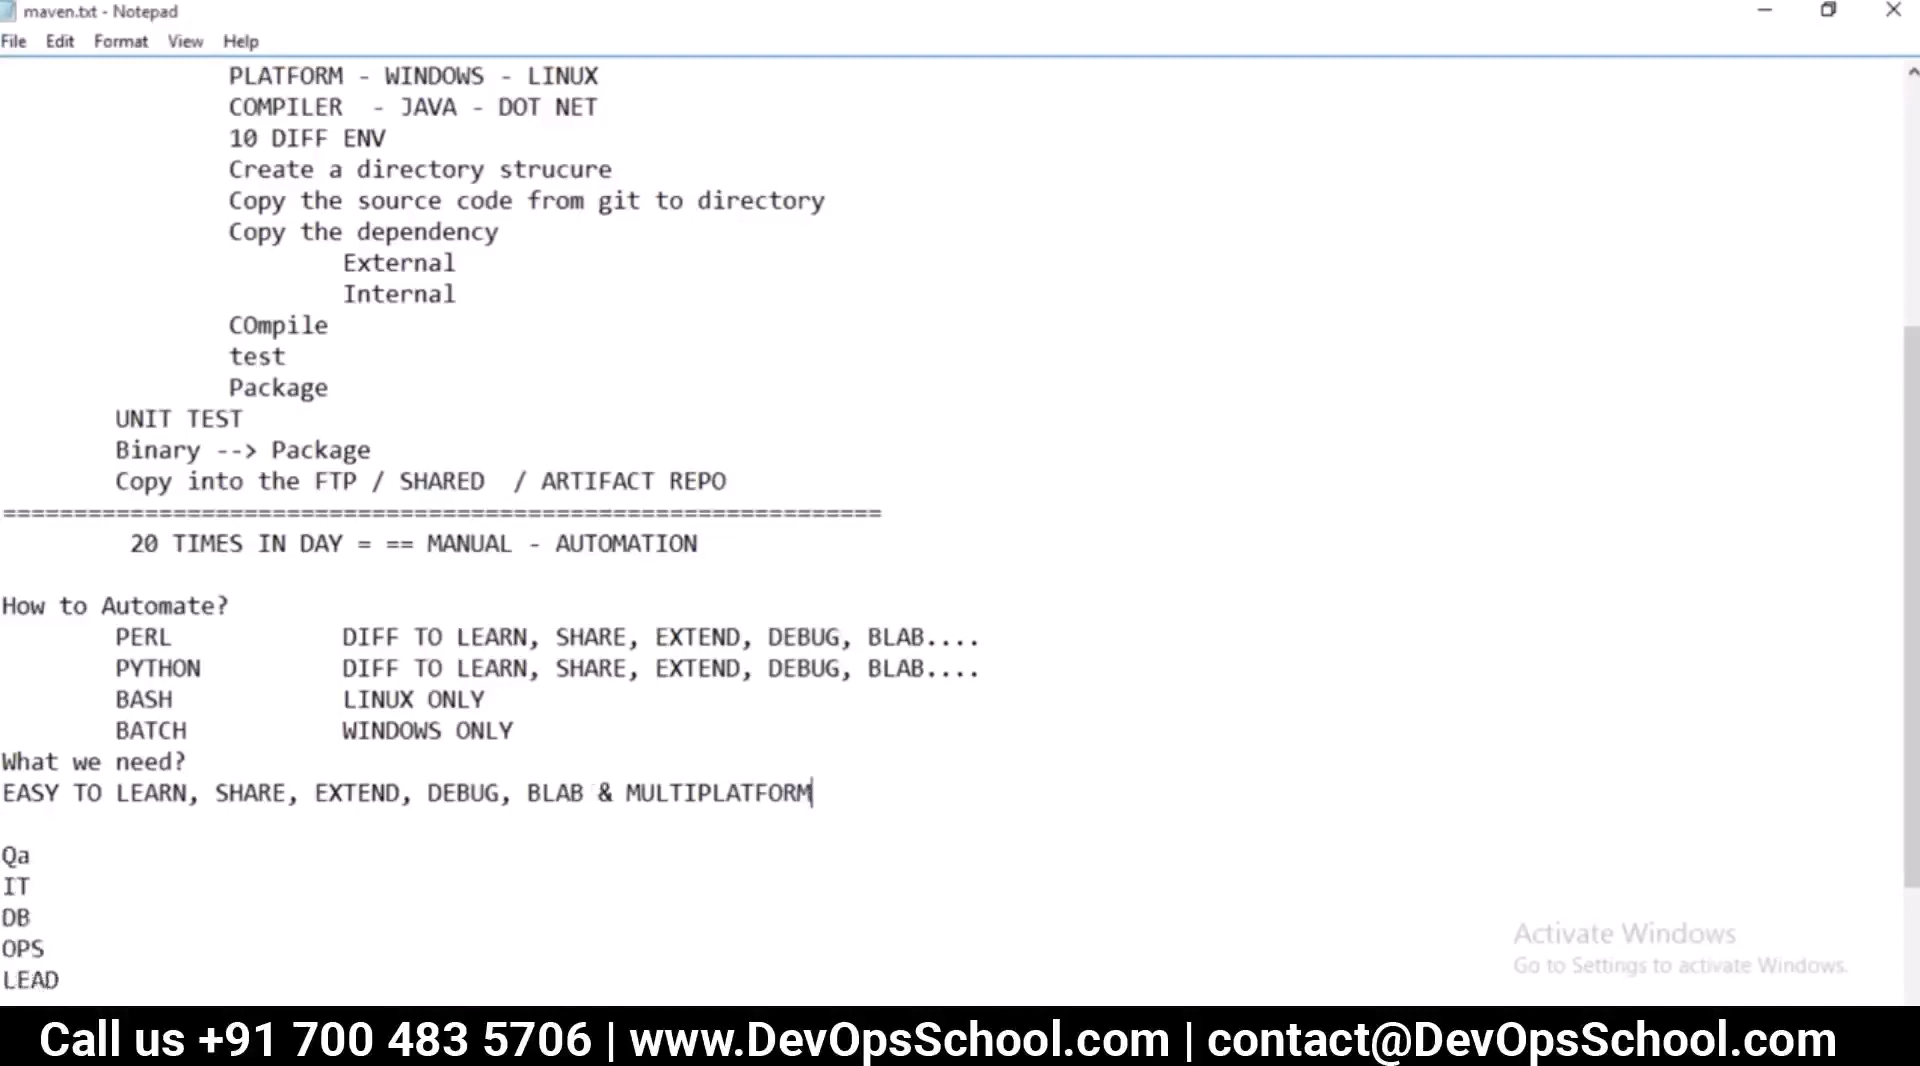 maven.txt - Notepad
File Edit Format View Help
PLATFORM - WINDOWS - LINUX
COMPILER  - JAVA - DOT NET
10 DIFF ENV
Create a directory strucure
Copy the source code from git to directory
Copy the dependency
External
Internal
COmpile
test
Package
UNIT TEST
Binary --> Package
Copy into the FTP / SHARED  / ARTIFACT REPO
==============================================================
20 TIMES IN DAY = == MANUAL - AUTOMATION
How to Automate?
PERL DIFF TO LEARN, SHARE, EXTEND, DEBUG, BLAB....
PYTHON DIFF TO LEARN, SHARE, EXTEND, DEBUG, BLAB....
BASH LINUX ONLY
BATCH WINDOWS ONLY
What we need?
EASY TO LEARN, SHARE, EXTEND, DEBUG, BLAB & MULTIPLATFORM
Qa
IT
DB
OPS
LEAD
Activate Windows
Go to Settings to activate Windows.
Call us +91 700 483 5706 | www.DevOpsSchool.com | contact@DevOpsSchool.com